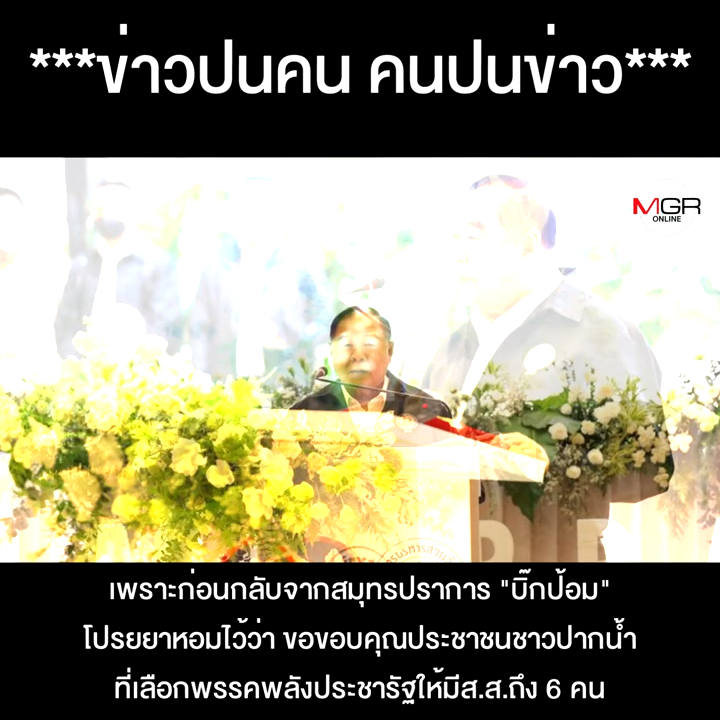 ***ข่าวปนคน คนปนข่าว***
MGR
ONLINE
เพราะก่อนกลับจากสมุทรปราการ "บิ๊กป้อม"
โปรยยาหอมไว้ว่า ขอขอบคุณประชาชนชาวปากน้ำ
ที่เลือกพรรคพลังประชารัฐให้มีส.ส.ถึง 6 คน